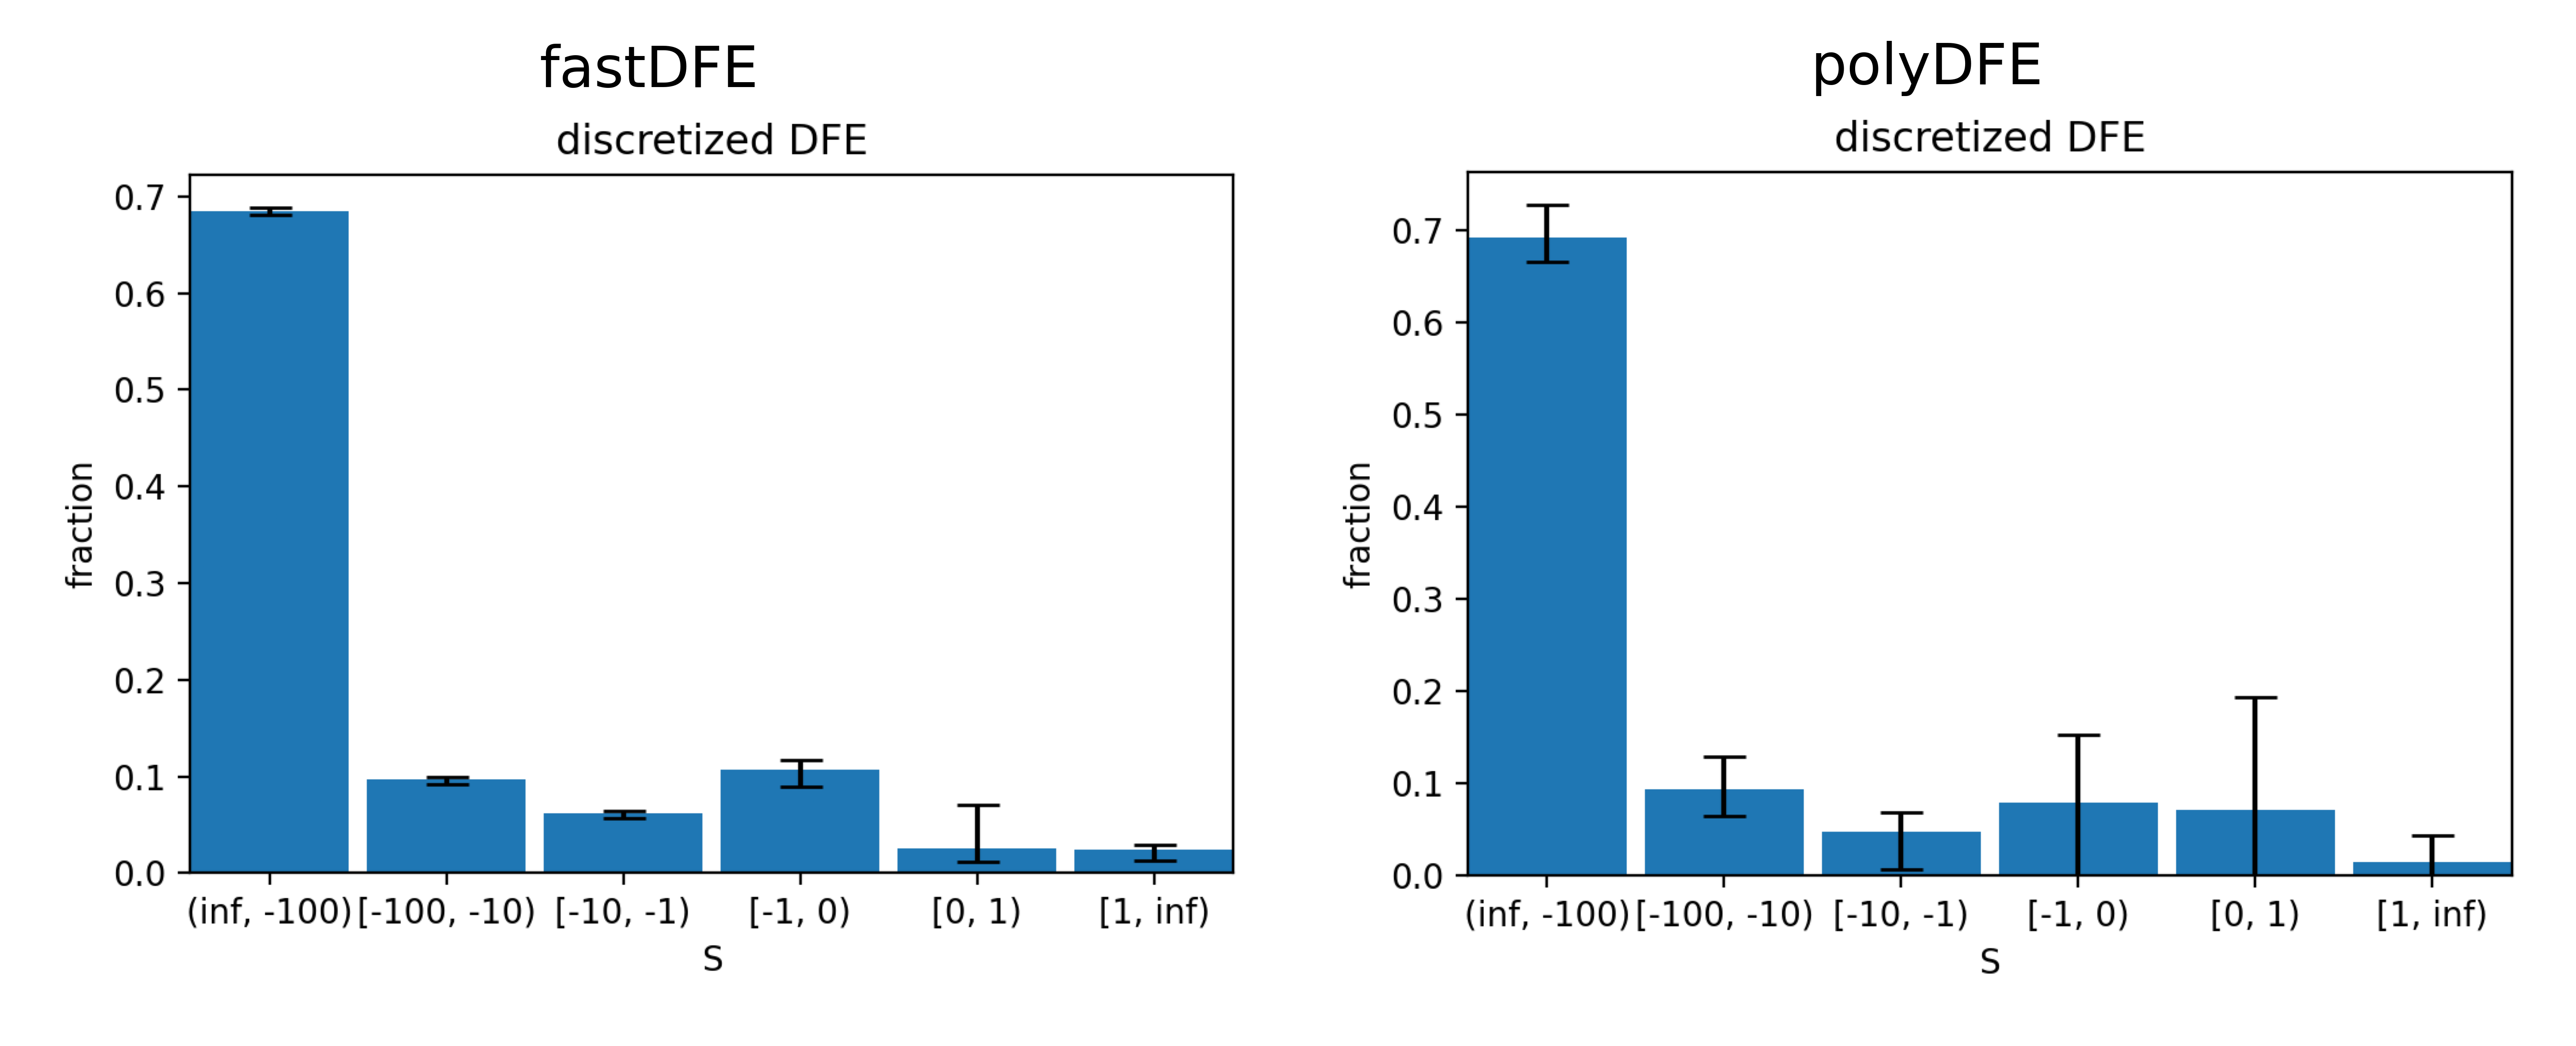 fastDFE
discretized DFE
0.7
0.6
0.5
0.4
0.3
0.2
0.1
0.0
fraction
(inf, -100) [-100, -10) [-10, -1) [-1, 0) [0, 1) [1, inf)
S
polyDFE
discretized DFE
0.7
0.6
0.5
0.4
0.3
0.2
0.1
0.0
fraction
(inf, -100) [-100, -10) [-10, -1) [-1, 0) [0, 1) [1, inf)
S